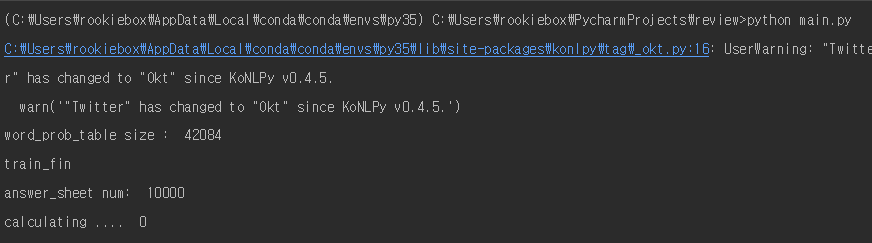 (C:₩Users₩rookiebox₩AppData₩Local₩conda₩conda₩envs₩py35) C:₩Users₩rookiebox₩PycharmProjects₩review>python main.py
C:₩Users₩rookiebox₩AppData₩Local₩conda₩conda₩envs₩py35₩lib₩site-packages₩konlpy₩tag₩_okt.py:16: UserWarning: "Twitte
r" has changed to "Okt" since KoNLPy v0.4.5.
  warn('"Twitter" has changed to "Okt" since KoNLPy v0.4.5.')
word_prob_table size :  42084
train_fin
answer_sheet num:  10000
calculating ....  0